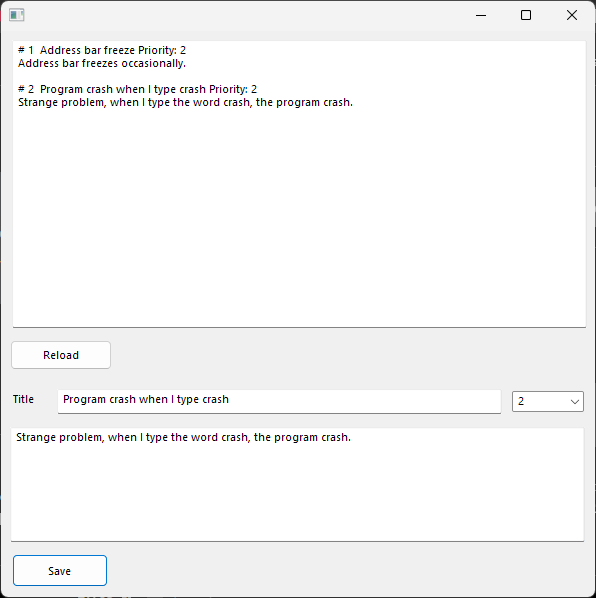 # 1  Address bar freeze Priority: 2
Address bar freezes occasionally.
# 2  Program crash when I type crash Priority: 2
Strange problem, when I type the word crash, the program crash.
Reload
Title Program crash when I type crash 2
Strange problem, when I type the word crash, the program crash.
Save